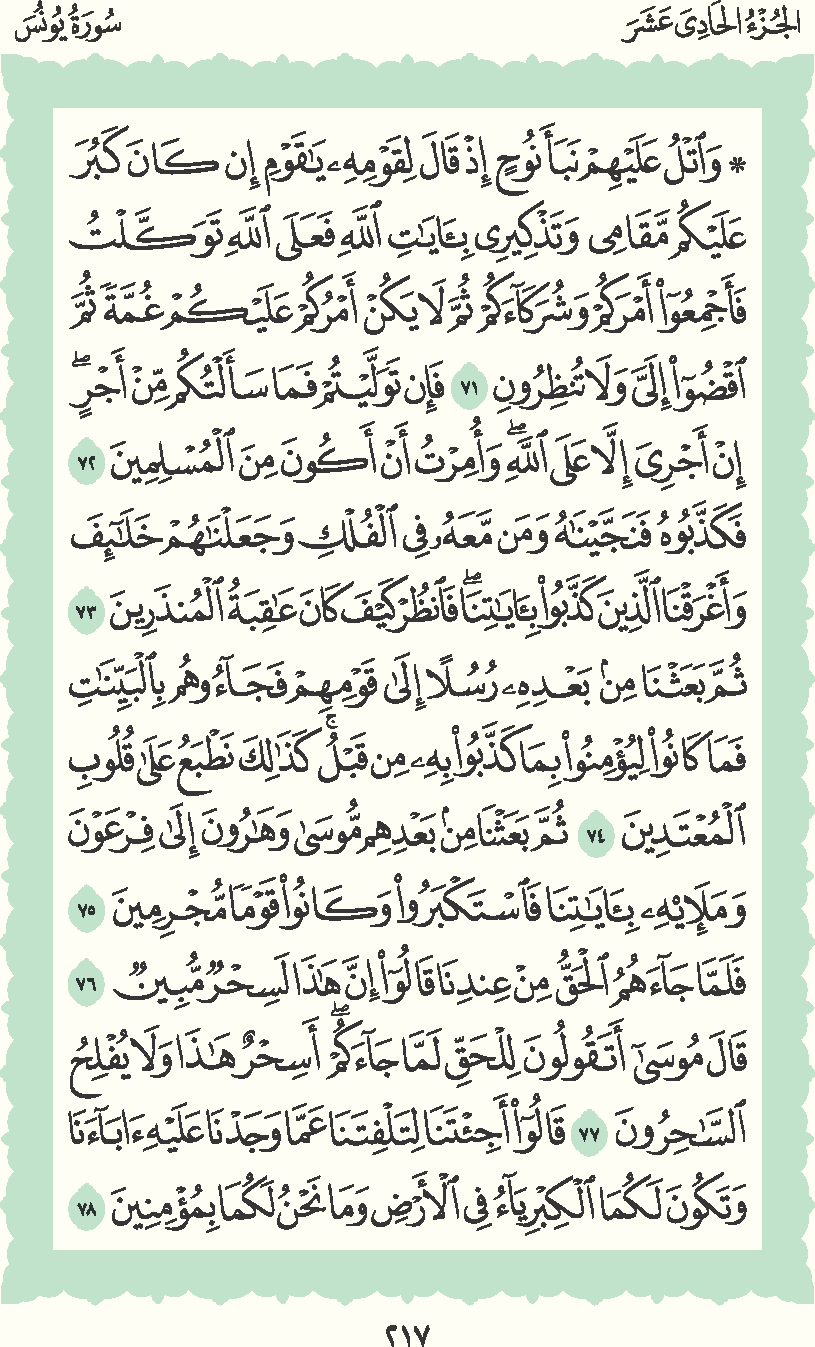 الجُزْءُ الحَادِى عَشَرَ سُورَةُ يُونُسَ
* وَٱتۡلُ عَلَيۡهِمۡ نَبَأَ نُوحٍ إِذۡ قَالَ لِقَوۡمِهِۦ يَٰقَوۡمِ إِن كَانَ كَبُرَ
عَلَيۡكُم مَّقَامِى وَتَذۡكِيرِى بِـَٔايَٰتِ ٱللَّهِ فَعَلَى ٱللَّهِ تَوَكَّلۡتُ
فَأَجۡمِعُوٓاْ أَمۡرَكُمۡ وَشُرَكَآءَكُمۡ ثُمَّ لَا يَكُنۡ أَمۡرُكُمۡ عَلَيۡكُمۡ غُمَّةٗ ثُمَّ
ٱقۡضُوٓاْ إِلَىَّ وَلَا تُنظِرُونِ ٧١ فَإِن تَوَلَّيۡتُمۡ فَمَا سَأَلۡتُكُم مِّنۡ أَجۡرٍۖ
إِنۡ أَجۡرِىَ إِلَّا عَلَى ٱللَّهِۖ وَأُمِرۡتُ أَنۡ أَكُونَ مِنَ ٱلۡمُسۡلِمِينَ ٧٢
فَكَذَّبُوهُ فَنَجَّيۡنَٰهُ وَمَن مَّعَهُۥ فِى ٱلۡفُلۡكِ وَجَعَلۡنَٰهُمۡ خَلَٰٓئِفَ
وَأَغۡرَقۡنَا ٱلَّذِينَ كَذَّبُواْ بِـَٔايَٰتِنَاۖ فَٱنظُرۡ كَيۡفَ كَانَ عَٰقِبَةُ ٱلۡمُنذَرِينَ ٧٣
ثُمَّ بَعَثۡنَا مِنۢ بَعۡدِهِۦ رُسُلًا إِلَىٰ قَوۡمِهِمۡ فَجَآءُوهُم بِٱلۡبَيِّنَٰتِ
فَمَا كَانُواْ لِيُؤۡمِنُواْ بِمَا كَذَّبُواْ بِهِۦ مِن قَبۡلُۚ كَذَٰلِكَ نَطۡبَعُ عَلَىٰ قُلُوبِ
ٱلۡمُعۡتَدِينَ ٧٤ ثُمَّ بَعَثۡنَا مِنۢ بَعۡدِهِم مُّوسَىٰ وَهَٰرُونَ إِلَىٰ فِرۡعَوۡنَ
وَمَلَإِيْهِۦ بِـَٔايَٰتِنَا فَٱسۡتَكۡبَرُواْ وَكَانُواْ قَوۡمٗا مُّجۡرِمِينَ ٧٥
فَلَمَّا جَآءَهُمُ ٱلۡحَقُّ مِنۡ عِندِنَا قَالُوٓاْ إِنَّ هَٰذَا لَسِحۡرٞ مُّبِينٞ ٧٦
قَالَ مُوسَىٰٓ أَتَقُولُونَ لِلۡحَقِّ لَمَّا جَآءَكُمۡۖ أَسِحۡرٌ هَٰذَا وَلَا يُفۡلِحُ
ٱلسَّٰحِرُونَ ٧٧ قَالُوٓاْ أَجِئۡتَنَا لِتَلۡفِتَنَا عَمَّا وَجَدۡنَا عَلَيۡهِ ءَابَآءَنَا
وَتَكُونَ لَكُمَا ٱلۡكِبۡرِيَآءُ فِى ٱلۡأَرۡضِ وَمَا نَحۡنُ لَكُمَا بِمُؤۡمِنِينَ ٧٨
٢١٧